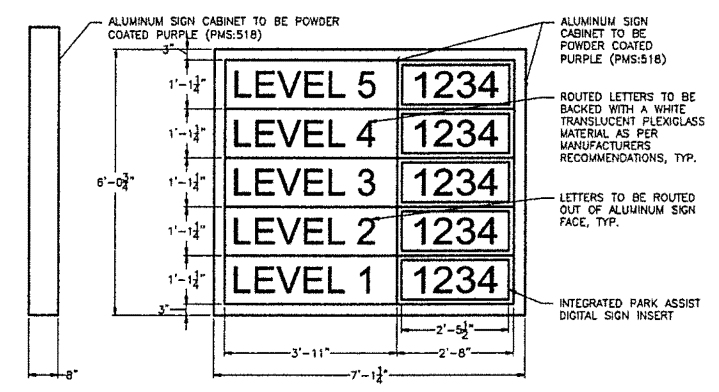 ALUMINUM SIGN CABINET TO BE POWDER
COATED PURPLE (PMS:518)
ALUMINUM SIGN
CABINET TO BE
POWDER COATED
PURPLE (PMS:518)
3"
1'-1¼"
LEVEL 5
1234
ROUTED LETTERS TO BE
BACKED WITH A WHITE
TRANSLUCENT PLEXIGLASS
MATERIAL AS PER
MANUFACTURERS
RECOMMENDATIONS, TYP.
1'-1¼"
LEVEL 4
1234
6'-0¾"
1'-1¼"
LEVEL 3
1234
LETTERS TO BE ROUTED
OUT OF ALUMINUM SIGN
FACE, TYP.
1'-1¼"
LEVEL 2
1234
1'-1¼"
LEVEL 1
1234
INTEGRATED PARK ASSIST
DIGITAL SIGN INSERT
3"
2'-5½"
3'-11"
2'-8"
8"
7'-1¼"